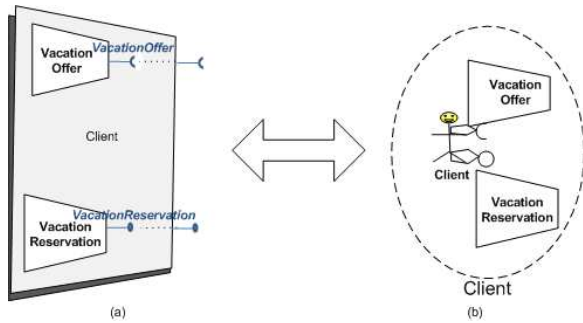 Vacation
Offer
VacationOffer
Client
Vacation
Reservation
VacationReservation
(a)
Vacation
Offer
Client
Vacation
Reservation
Client
(b)